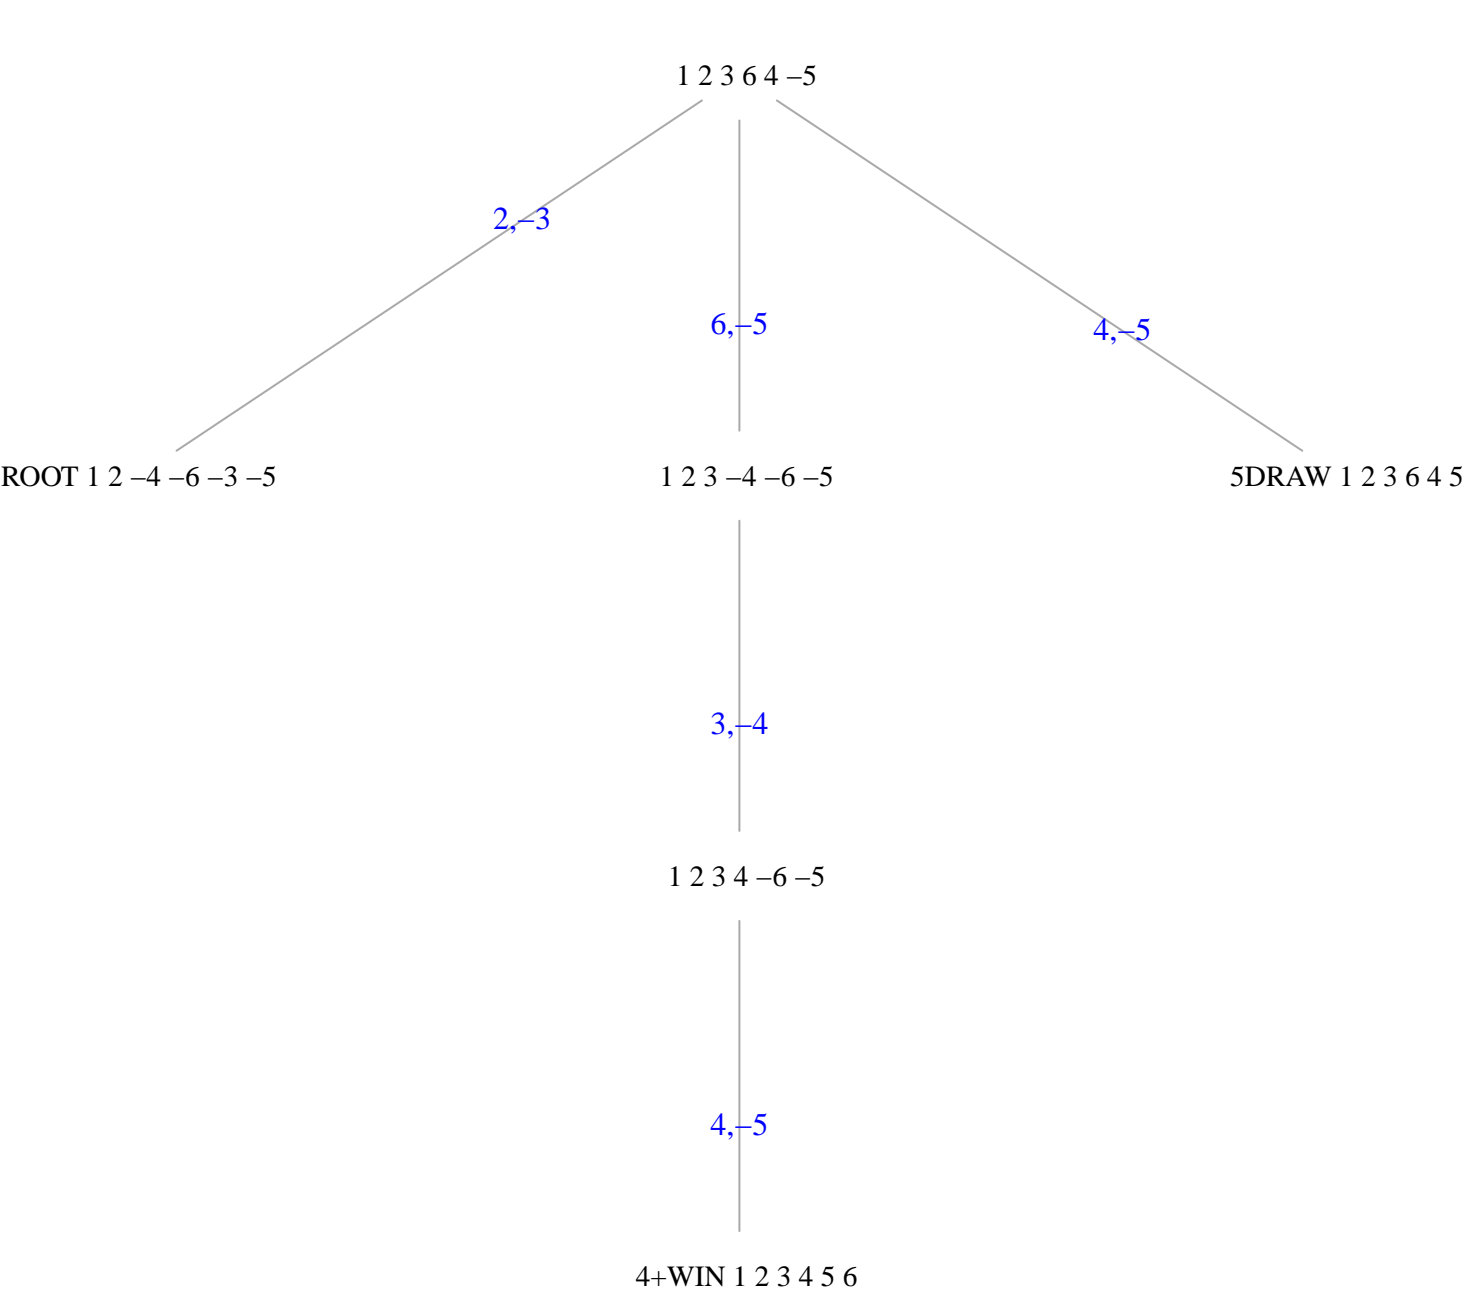 1 2 3 6 4 –5
2,–3
6,–5
4,–5
ROOT 1 2 –4 –6 –3 –5
1 2 3 –4 –6 –5
5DRAW 1 2 3 6 4 5
3,–4
1 2 3 4 –6 –5
4,–5
4+WIN 1 2 3 4 5 6